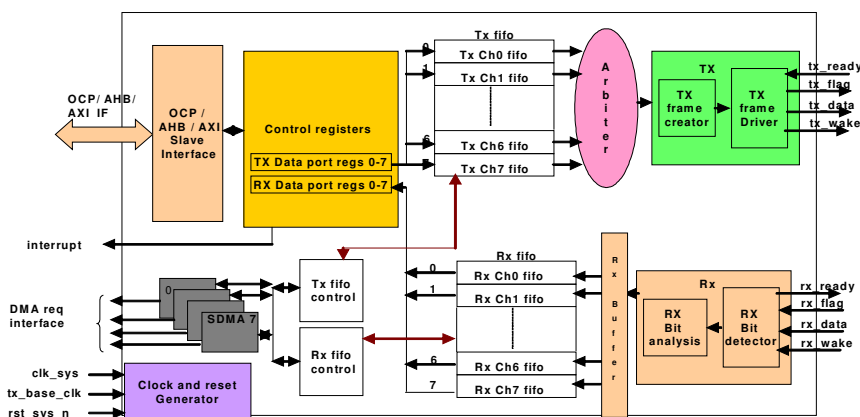 OCP/ AHB/
AXI IF
OCP /
AHB / AXI
Slave
Interface
Control registers
TX Data port regs 0-7
RX Data port regs 0-7
interrupt
Tx fifo
0
Tx Ch0 fifo
1
Tx Ch1 fifo
6
Tx Ch6 fifo
7
Tx Ch7 fifo
Arbiter
TX
TX
frame
creator
TX
frame
Driver
tx_ready
tx_flag
tx_data
tx_wake
DMA req
interface
0
SDMA 7
Tx fifo
control
Rx fifo
control
Rx fifo
0
Rx Ch0 fifo
1
Rx Ch1 fifo
6
Rx Ch6 fifo
7
Rx Ch7 fifo
Rx Buffer
Rx
RX
Bit analysis
RX
Bit
detector
rx_ready
rx_flag
rx_data
rx_wake
clk_sys
tx_base_clk
rst_sys_n
Clock and reset
Generator